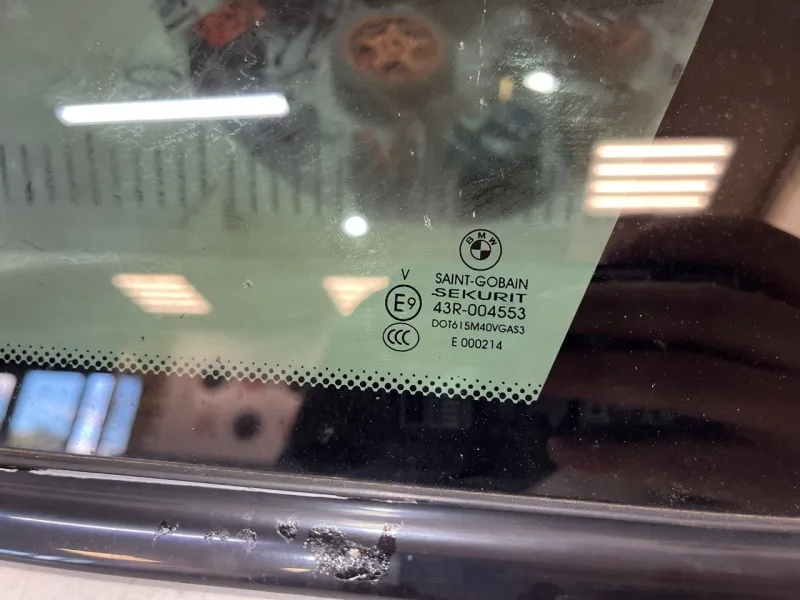 BMW
SAINT-GOBAIN
SEKURIT
V
E9
43R-004553
DOT615M40VGAS3
CCC
E 000214